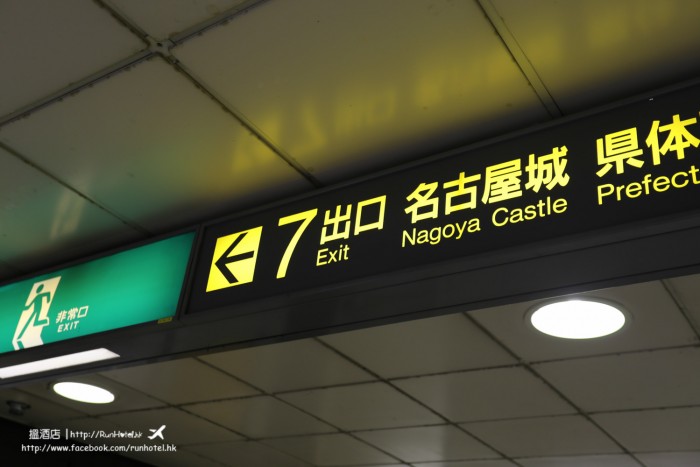 7 出口 名古屋城 県体
Exit Nagoya Castle Prefect
非常口
EXIT
搵酒店 | http://RunHotel.hk
http://www.facebook.com/runhotel.hk